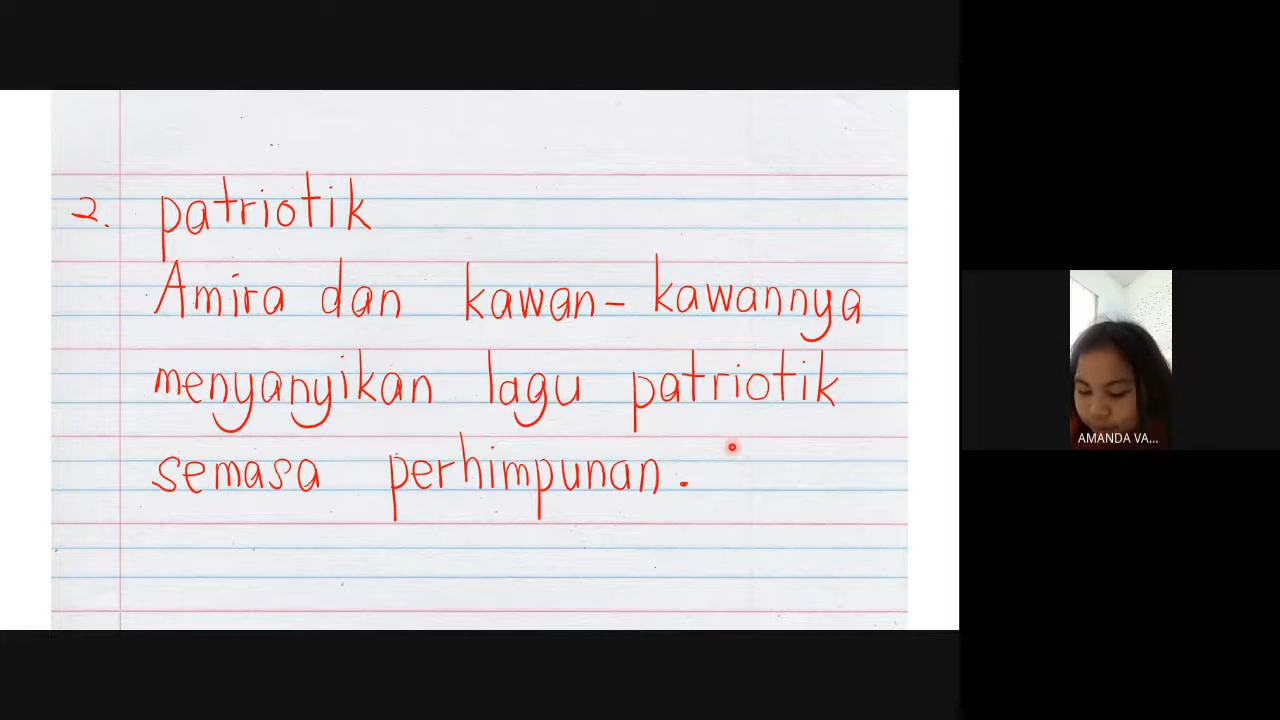 2. patriotik
Amira dan kawan-kawannya
menyanyikan lagu patriotik
semasa perhimpunan.
AMANDA VA...